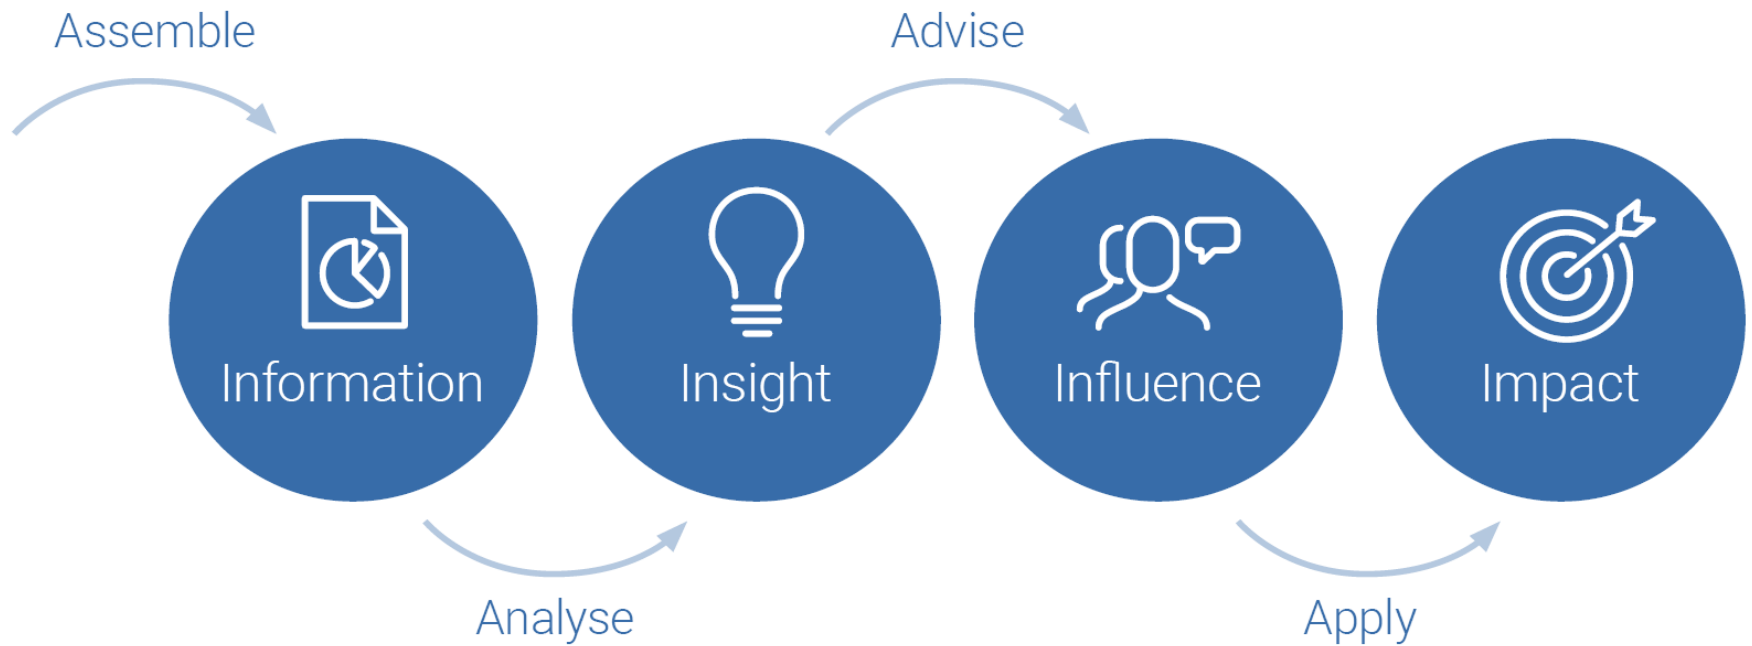 Assemble
Advise
Information
Insight
Influence
Impact
Analyse
Apply